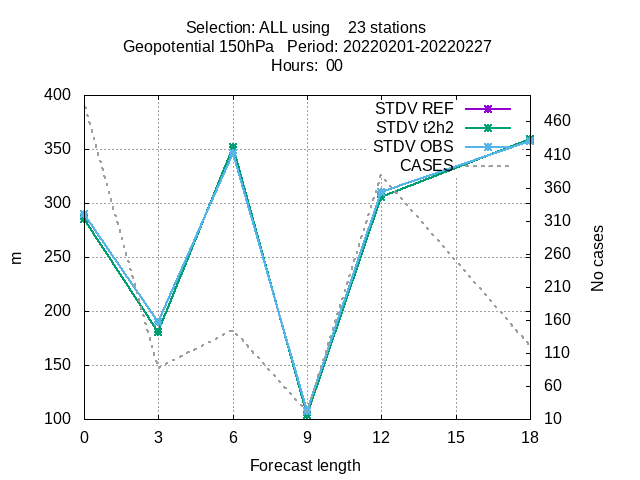 Selection: ALL using    23 stations
Geopotential 150hPa   Period: 20220201-20220227
Hours:  00
STDV REF
STDV t2h2
STDV OBS
CASES
400
350
300
250
200
150
100
m
460
410
360
310
260
210
160
110
60
10
No cases
0 3 6 9 12 15 18
Forecast length